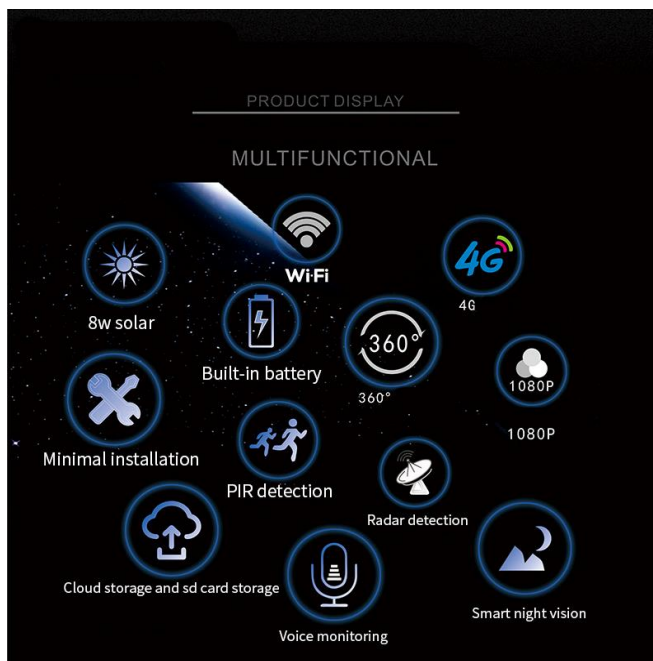 PRODUCT DISPLAY
MULTIFUNCTIONAL
Wi-Fi
4G
4G
8w solar
Built-in battery
360°
360°
1080P
1080P
Minimal installation
PIR detection
Radar detection
Cloud storage and sd card storage
Voice monitoring
Smart night vision